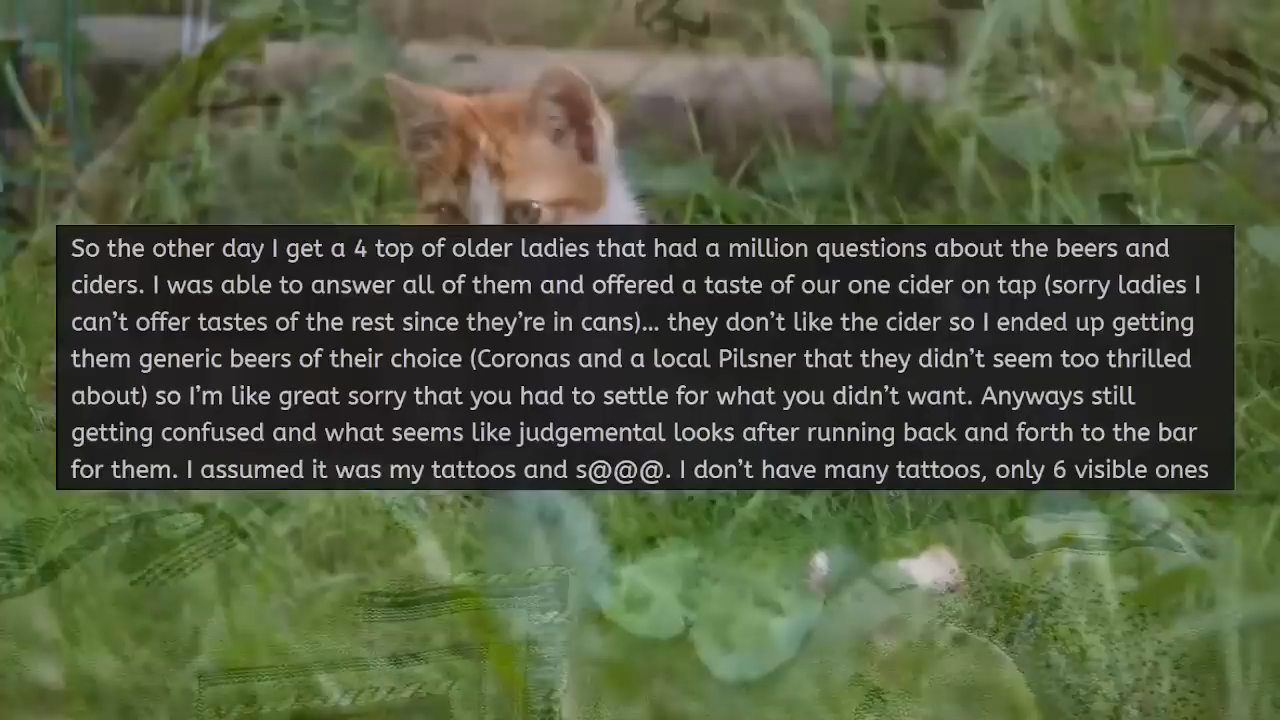 So the other day I get a 4 top of older ladies that had a million questions about the beers and
ciders. I was able to answer all of them and offered a taste of our one cider on tap (sorry ladies I
can’t offer tastes of the rest since they’re in cans)... they don’t like the cider so I ended up getting
them generic beers of their choice (Coronas and a local Pilsner that they didn’t seem too thrilled
about) so I’m like great sorry that you had to settle for what you didn’t want. Anyways still
getting confused and what seems like judgemental looks after running back and forth to the bar
for them. I assumed it was my tattoos and s@@@. I don’t have many tattoos, only 6 visible ones